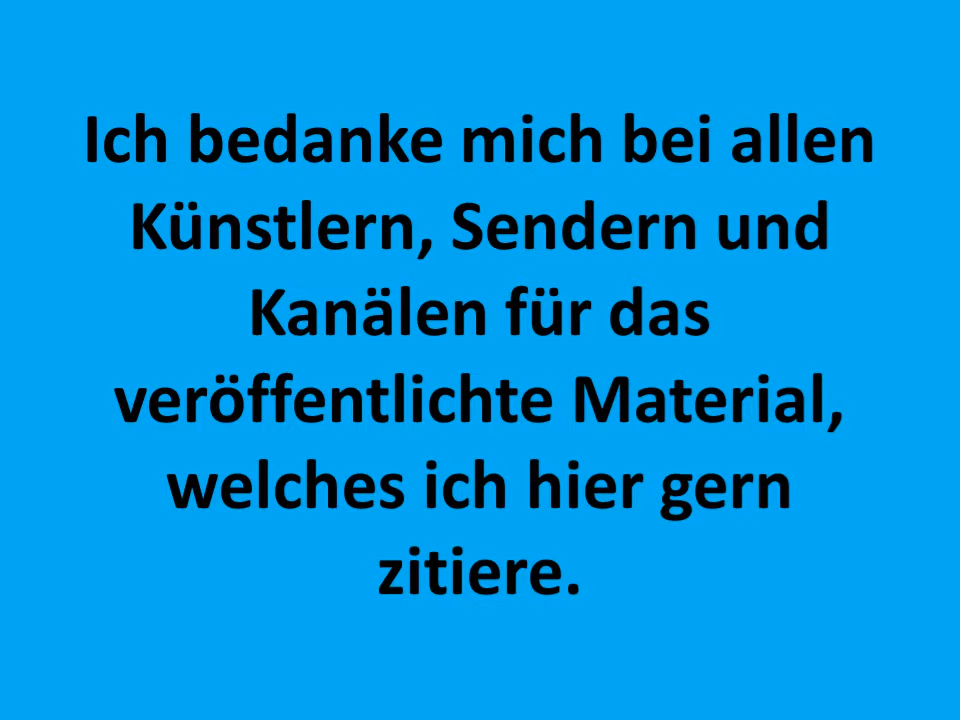 Ich bedanke mich bei allen
Künstlern, Sendern und
Kanälen für das
veröffentlichte Material,
welches ich hier gern
zitiere.